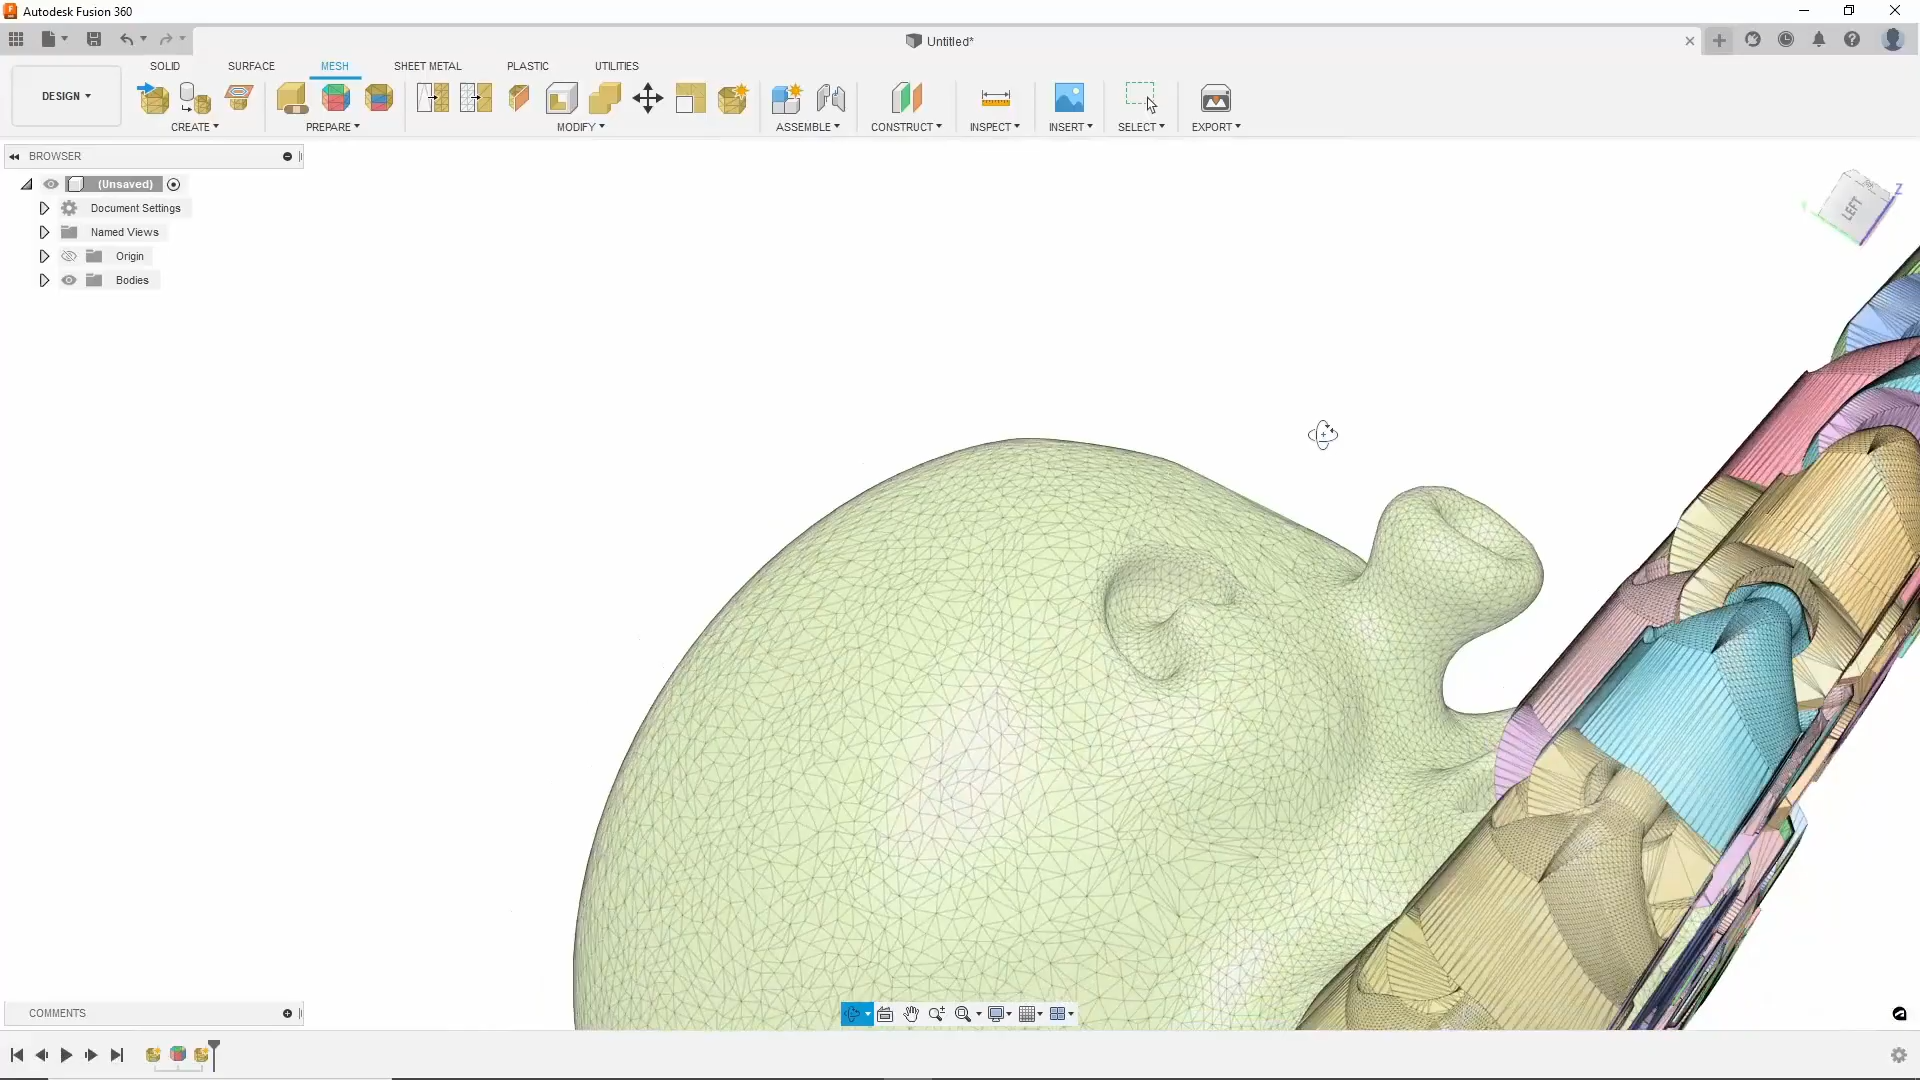 Autodesk Fusion 360
Untitled*
DESIGN
SOLID
SURFACE
MESH
SHEET METAL
PLASTIC
UTILITIES
CREATE
PREPARE
MODIFY
ASSEMBLE
CONSTRUCT
INSPECT
INSERT
SELECT
EXPORT
BROWSER
(Unsaved)
Document Settings
Named Views
Origin
Bodies
LEFT
Z
COMMENTS